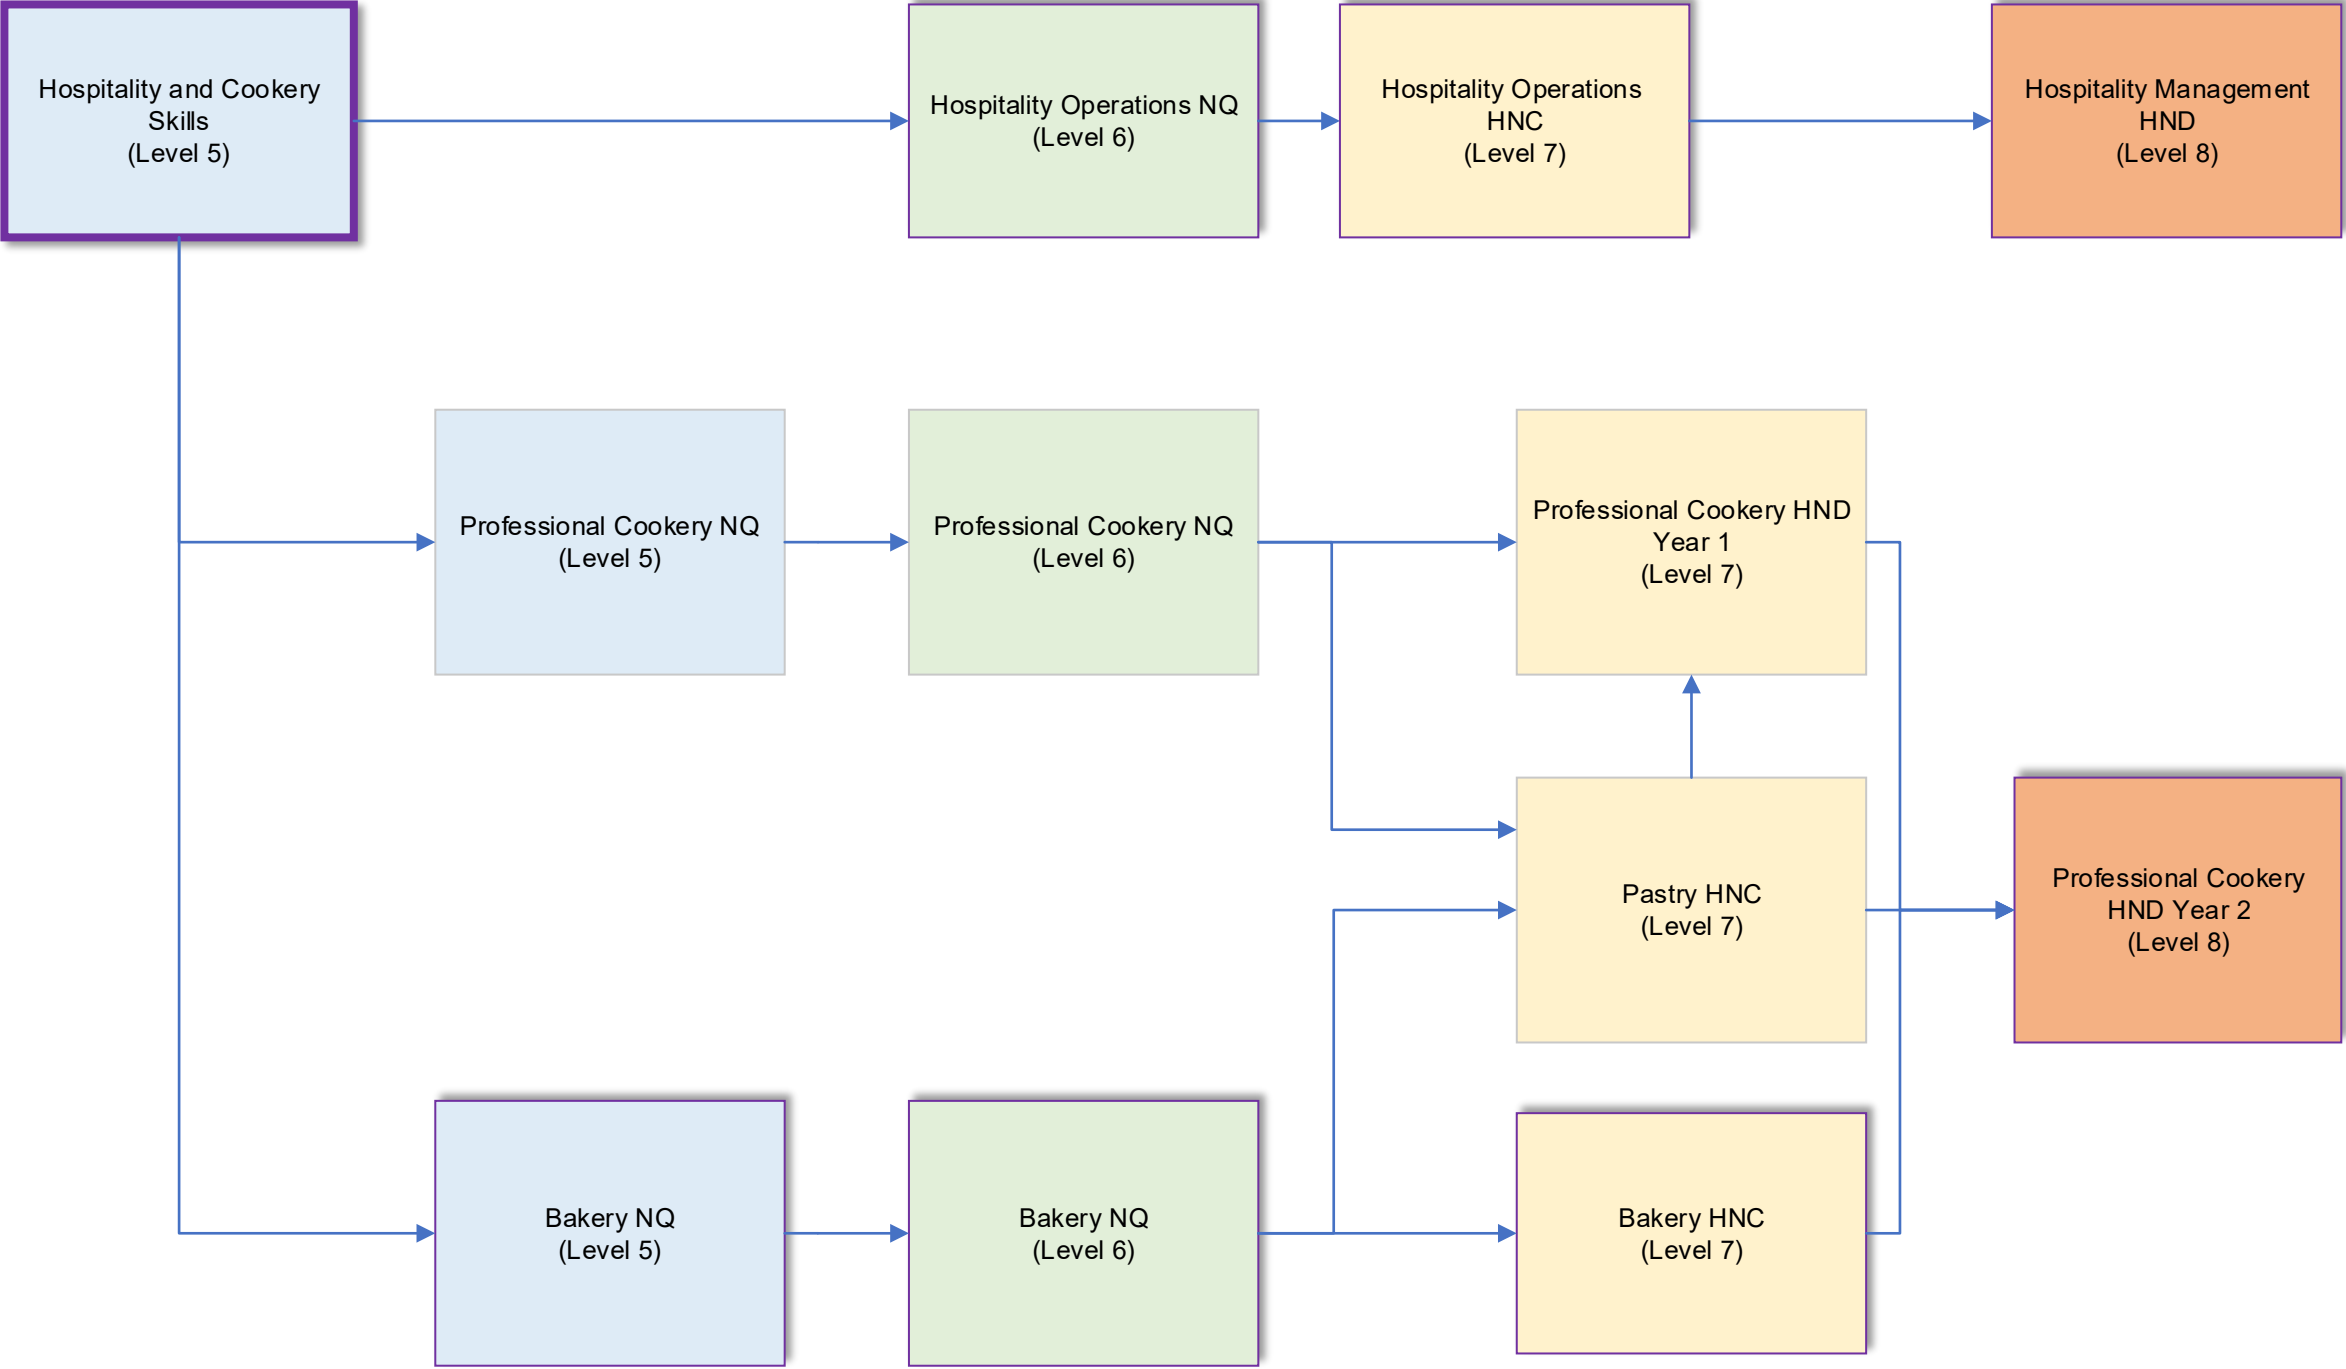 Hospitality and Cookery
Skills
(Level 5)
Hospitality Operations NQ
(Level 6)
Hospitality Operations
HNC
(Level 7)
Hospitality Management
HND
(Level 8)
Professional Cookery NQ
(Level 5)
Professional Cookery NQ
(Level 6)
Professional Cookery HND
Year 1
(Level 7)
Pastry HNC
(Level 7)
Professional Cookery
HND Year 2
(Level 8)
Bakery NQ
(Level 5)
Bakery NQ
(Level 6)
Bakery HNC
(Level 7)